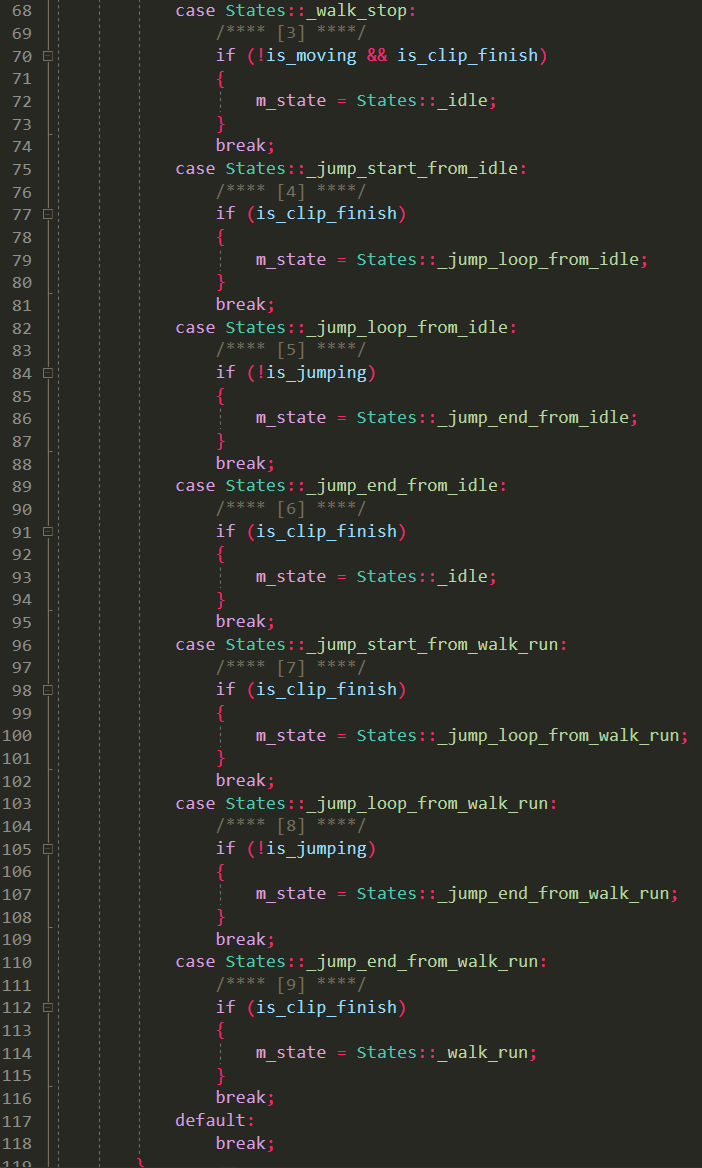 68 case States::_walk_stop:
69 /**** [3] ****/
70 if (!is_moving && is_clip_finish)
71 {
72 m_state = States::_idle;
73 }
74 break;
75 case States::_jump_start_from_idle:
76 /**** [4] ****/
77 if (is_clip_finish)
78 {
79 m_state = States::_jump_loop_from_idle;
80 }
81 break;
82 case States::_jump_loop_from_idle:
83 /**** [5] ****/
84 if (!is_jumping)
85 {
86 m_state = States::_jump_end_from_idle;
87 }
88 break;
89 case States::_jump_end_from_idle:
90 /**** [6] ****/
91 if (is_clip_finish)
92 {
93 m_state = States::_idle;
94 }
95 break;
96 case States::_jump_start_from_walk_run:
97 /**** [7] ****/
98 if (is_clip_finish)
99 {
100 m_state = States::_jump_loop_from_walk_run;
101 }
102 break;
103 case States::_jump_loop_from_walk_run:
104 /**** [8] ****/
105 if (!is_jumping)
106 {
107 m_state = States::_jump_end_from_walk_run;
108 }
109 break;
110 case States::_jump_end_from_walk_run:
111 /**** [9] ****/
112 if (is_clip_finish)
113 {
114 m_state = States::_walk_run;
115 }
116 break;
117 default:
118 break;
119 }